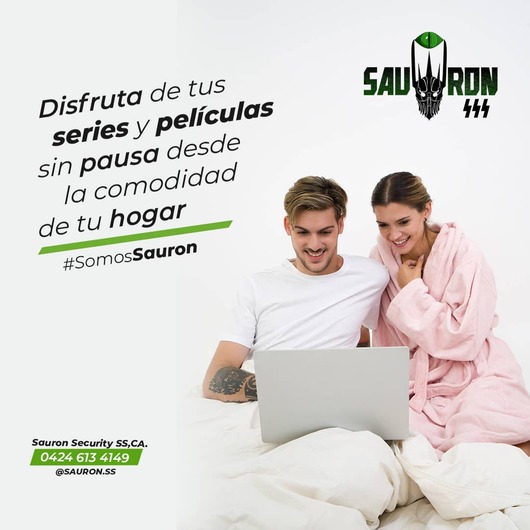 SAURON
SSS
Disfruta de tus
series y películas
sin pausa desde
la comodidad
de tu hogar
#SomosSauron
Sauron Security SS,CA.
0424 613 4149
@SAURON.SS